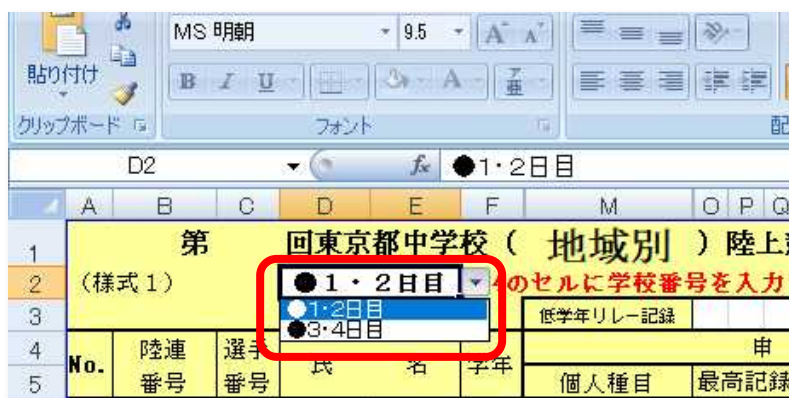 MS 明朝 9.5 A A
貼り付け B I U A ア亜
クリップボード フォント 配
D2 fx ●1・2日目
A B C D E F M O P Q
1 第 回東京都中学校（ 地域別 ）陸上
2 （様式1） ●1・2日目 のセルに学校番号を入力
●1・2日目
3 ●3・4日目 低学年リレー記録
4 No. 陸連 選手 氏 名 学年 申
5 番号 番号 個人種目 最高記録